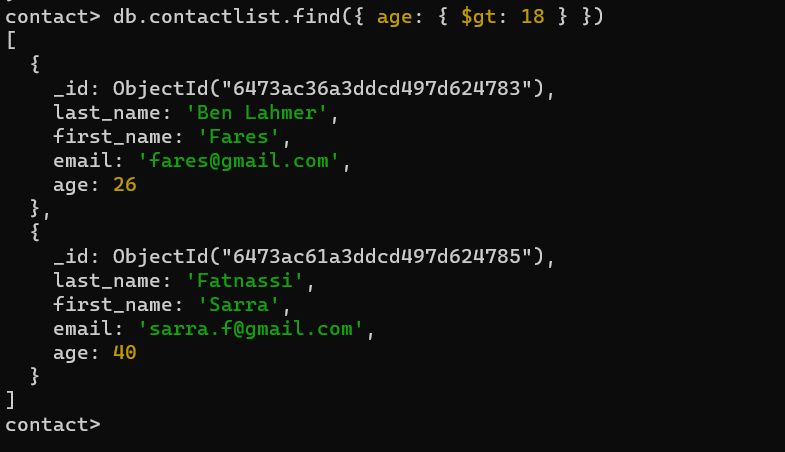 contact> db.contactlist.find({ age: { $gt: 18 } })
[
  {
    _id: ObjectId("6473ac36a3ddcd497d624783"),
    last_name: 'Ben Lahmer',
    first_name: 'Fares',
    email: 'fares@gmail.com',
    age: 26
  },
  {
    _id: ObjectId("6473ac61a3ddcd497d624785"),
    last_name: 'Fatnassi',
    first_name: 'Sarra',
    email: 'sarra.f@gmail.com',
    age: 40
  }
]
contact>